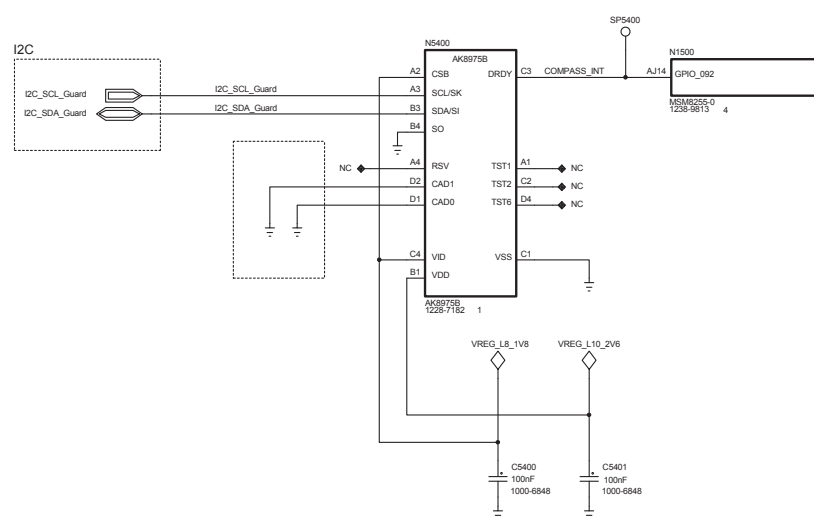 SP5400
I2C
N5400
N1500
AK8975B
A2 CSB DRDY C3 COMPASS_INT AJ14 GPIO_092
I2C_SCL_Guard I2C_SCL_Guard A3 SCL/SK
MSM8255-0
1238-9813 4
I2C_SDA_Guard I2C_SDA_Guard B3 SDA/SI
B4 SO
NC A4 RSV TST1 A1 NC
D2 CAD1 TST2 C2 NC
D1 CAD0 TST6 D4 NC
C4 VID VSS C1
B1 VDD
AK8975B
1228-7182 1
VREG_L8_1V8 VREG_L10_2V6
C5400 C5401
100nF 100nF
1000-6848 1000-6848